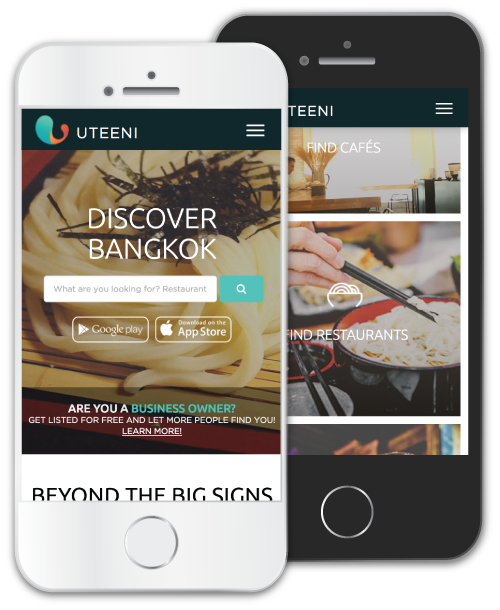 UTEENI
DISCOVER
BANGKOK
What are you looking for? Restaurant
Google play
Download on the
App Store
ARE YOU A BUSINESS OWNER?
GET LISTED FOR FREE AND LET MORE PEOPLE FIND YOU!
LEARN MORE!
BEYOND THE BIG SIGNS
UTEENI
FIND CAFÉS
FIND RESTAURANTS